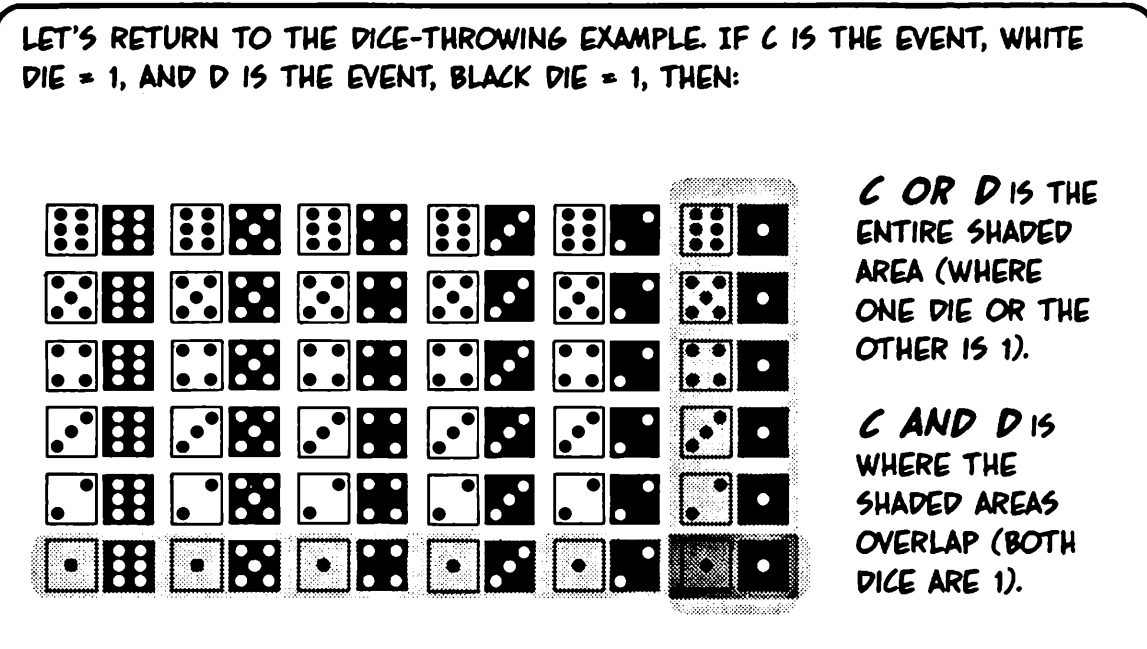 LET'S RETURN TO THE DICE-THROWING EXAMPLE. IF C IS THE EVENT, WHITE
DIE = 1, AND D IS THE EVENT, BLACK DIE = 1, THEN:
C OR D IS THE
ENTIRE SHADED
AREA (WHERE
ONE DIE OR THE
OTHER IS 1).
C AND D IS
WHERE THE
SHADED AREAS
OVERLAP (BOTH
DICE ARE 1).